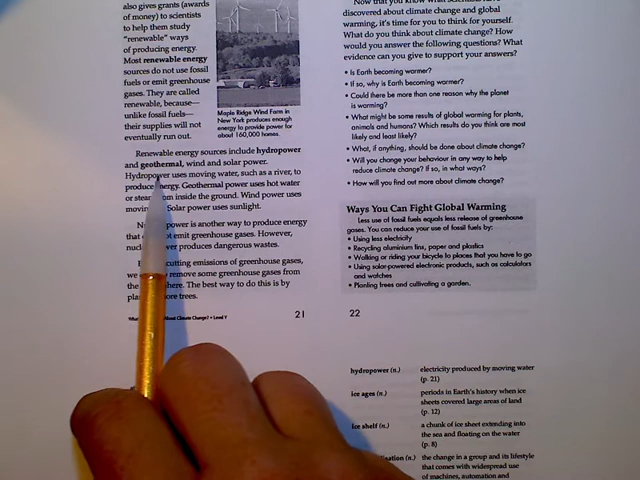 also gives grants (awards
of money) to scientists
to help them study
"renewable" ways
of producing energy.
Most renewable energy
sources do not use fossil
fuels or emit greenhouse
gases. They are called
renewable, because—
unlike fossil fuels—
their supplies will not
eventually run out.
Maple Ridge Wind Farm in
New York produces enough
energy to provide power for
about 160,000 homes.
Renewable energy sources include hydropower
and geothermal, wind and solar power.
Hydropower uses moving water, such as a river, to
produce energy. Geothermal power uses hot water
or steam from inside the ground. Wind power uses
Solar power uses sunlight.
power is another way to produce energy
that emit greenhouse gases. However,
power produces dangerous wastes.
cutting emissions of greenhouse gases,
we remove some greenhouse gases from
the The best way to do this is by
trees.
Climate Change? • Level Y
21
Now that you know what scientists have
discovered about climate change and global
warming, it's time for you to think for yourself.
What do you think about climate change? How
would you answer the following questions? What
evidence can you give to support your answers?
• Is Earth becoming warmer?
• If so, why is Earth becoming warmer?
• Could there be more than one reason why the planet
is warming?
• What might be some results of global warming for plants,
animals and humans? Which results do you think are most
likely and least likely?
• What, if anything, should be done about climate change?
• Will you change your behaviour in any way to help
reduce climate change? If so, in what ways?
• How will you find out more about climate change?
Ways You Can Fight Global Warming
Less use of fossil fuels equals less release of greenhouse
gases. You can reduce your use of fossil fuels by:
• Using less electricity
• Recycling aluminium tins, paper and plastics
• Walking or riding your bicycle to places that you have to go
• Using solar-powered electronic products, such as calculators
and watches
• Planting trees and cultivating a garden.
22
hydropower (n.) electricity produced by moving water
(p. 21)
ice ages (n.) periods in Earth's history when ice
sheets covered large areas of land
(p. 12)
ice shelf (n.) a chunk of ice sheet extending into
the sea and floating on the water
(p. 8)
(n.) the change in a group and its lifestyle
that comes with widespread use
of machines, automation and